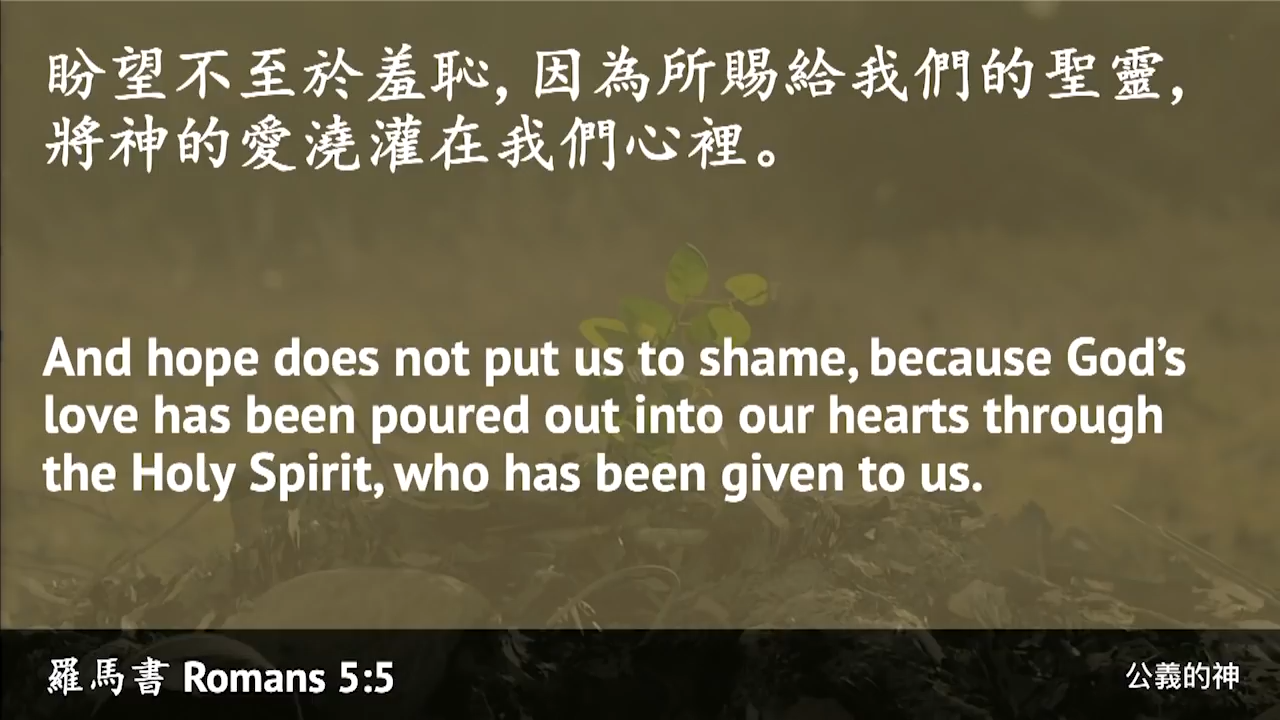 盼望不至於羞恥, 因為所賜給我們的聖靈,
將神的愛澆灌在我們心裡。
And hope does not put us to shame, because God’s
love has been poured out into our hearts through
the Holy Spirit, who has been given to us.
羅馬書 Romans 5:5
公義的神